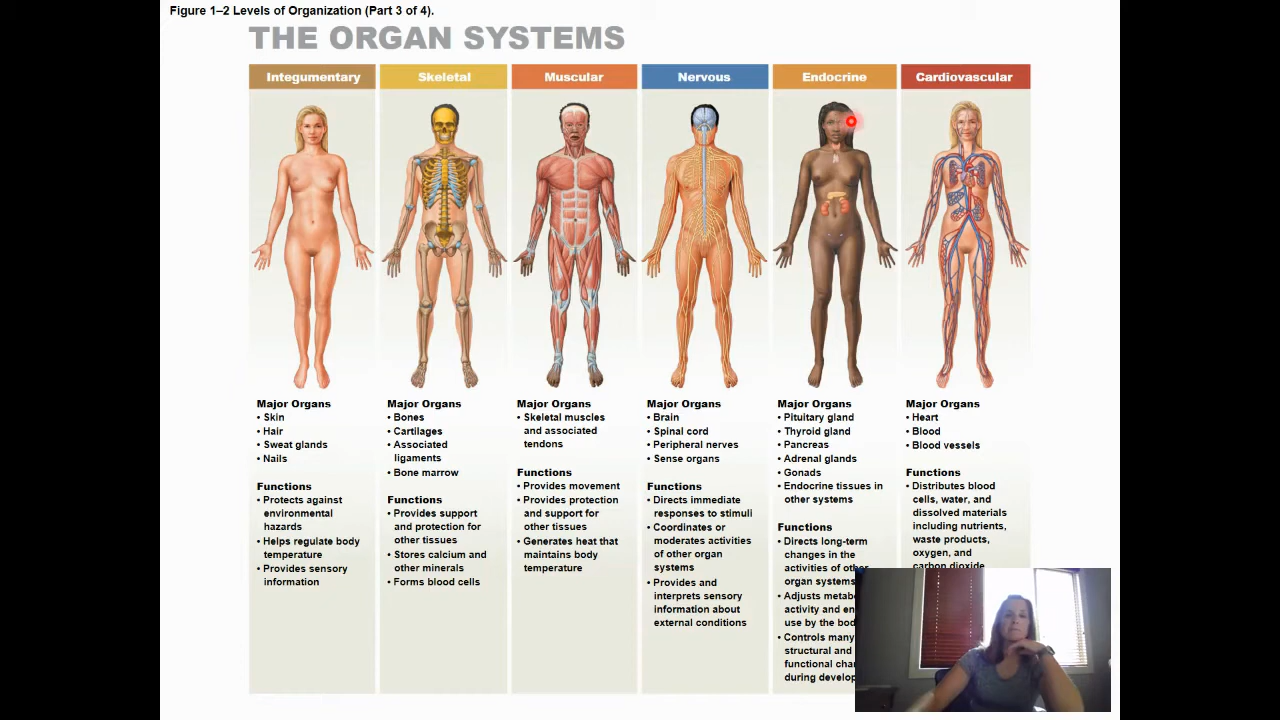 Figure 1–2 Levels of Organization (Part 3 of 4).
THE ORGAN SYSTEMS
Integumentary
Major Organs
• Skin
• Hair
• Sweat glands
• Nails
Functions
• Protects against
environmental
hazards
• Helps regulate body
temperature
• Provides sensory
information
Skeletal
Major Organs
• Bones
• Cartilages
• Associated
ligaments
• Bone marrow
Functions
• Provides support
and protection for
other tissues
• Stores calcium and
other minerals
• Forms blood cells
Muscular
Major Organs
• Skeletal muscles
and associated
tendons
Functions
• Provides movement
• Provides protection
and support for
other tissues
• Generates heat that
maintains body
temperature
Nervous
Major Organs
• Brain
• Spinal cord
• Peripheral nerves
• Sense organs
Functions
• Directs immediate
responses to stimuli
• Coordinates or
moderates activities
of other organ
systems
• Provides and
interprets sensory
information about
external conditions
Endocrine
Major Organs
• Pituitary gland
• Thyroid gland
• Pancreas
• Adrenal glands
• Gonads
• Endocrine tissues in
other systems
Functions
• Directs long-term
changes in the
activities of other
organ systems
• Adjusts
activity and
use by the
• Controls many
structural and
functional
during
Cardiovascular
Major Organs
• Heart
• Blood
• Blood vessels
Functions
• Distributes blood
cells, water, and
dissolved materials
including nutrients,
waste products,
oxygen, and
carbon dioxide